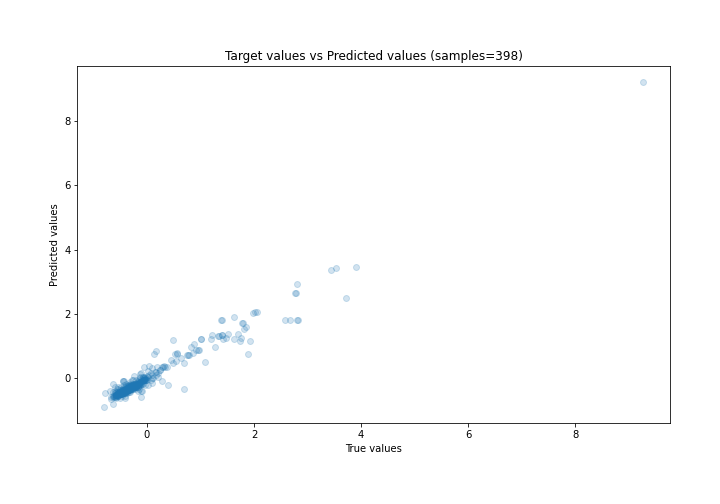 Target values vs Predicted values (samples=398)
Predicted values
8
6
4
2
0
0 2 4 6 8
True values